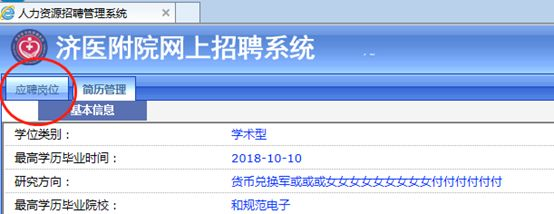 人力资源招聘管理系统
济医附院网上招聘系统
应聘岗位 简历管理
基本信息
学位类别： 学术型
最高学历毕业时间： 2018-10-10
研究方向： 货币兑换军或或或女女女女女女女女女付付付付付付
最高学历毕业院校： 和规范电子